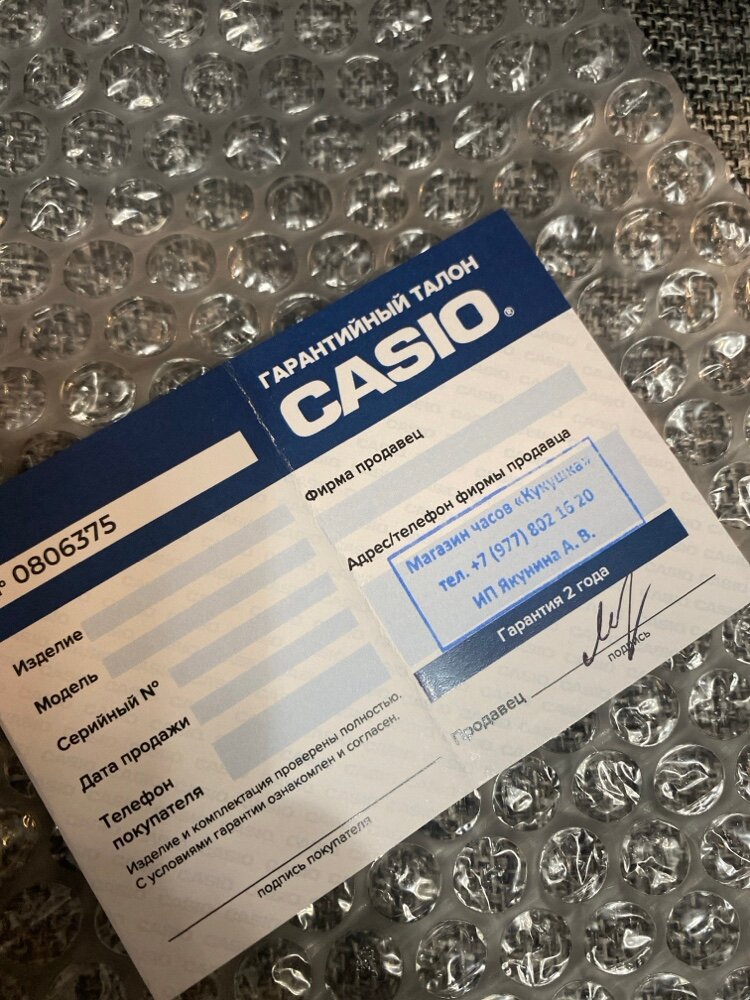 № 0806375
Изделие
Модель
Серийный №
Дата продажи
Телефон
покупателя
Изделие и комплектация проверены полностью.
С условиями гарантии ознакомлен и согласен.
подпись покупателя
ГАРАНТИЙНЫЙ ТАЛОН
CASIO®
Фирма продавец
Адрес/телефон фирмы продавца
Магазин часов «Кукушка»
тел. +7 (977) 802 16 20
ИП Якунина А. В.
Гарантия 2 года
Продавец
подпись